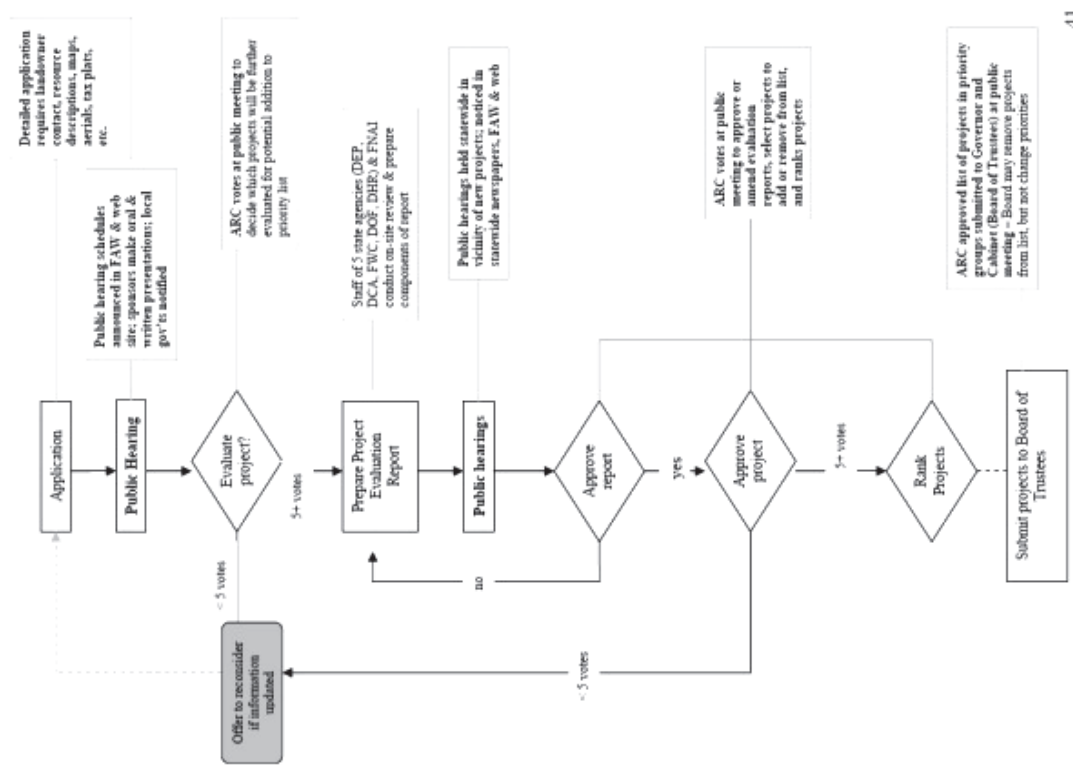 Detailed application
requires landowner
contact, resource
descriptions, maps,
aerials, tax plats,
etc.
Application
Public hearing schedules
announced in FAW & web
site; sponsors make oral &
written presentations; local
gov'ts notified
Public Hearing
ARC votes at public meeting to
decide which projects will be further
evaluated for potential addition to
priority list
Evaluate
project?
< 5 votes
5+ votes
Offer to reconsider
if information
updated
Staff of 5 state agencies (DEP,
DCA, FWC, DOF, DHR) & FNAI
conduct on-site review & prepare
components of report
Prepare Project
Evaluation
Report
Public hearings held statewide in
vicinity of new projects; noticed in
statewide newspapers, FAW & web
Public hearings
Approve
report
no
yes
ARC votes at public
meeting to approve or
amend evaluation
reports, select projects to
add or remove from list,
and ranks projects
Approve
project
< 5 votes
5+ votes
Rank
Projects
ARC approved list of projects in priority
groups submitted to Governor and
Cabinet (Board of Trustees) at public
meeting – Board may remove projects
from list, but not change priorities
Submit projects to Board of
Trustees
41